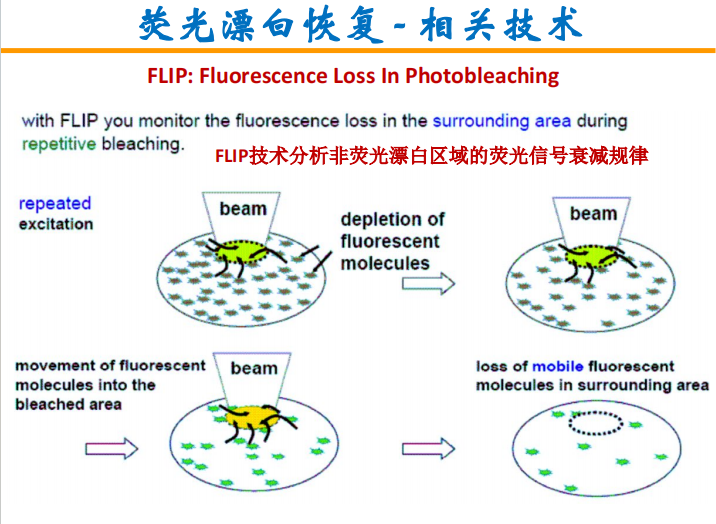 荧光漂白恢复-相关技术
FLIP: Fluorescence Loss In Photobleaching
with FLIP you monitor the fluorescence loss in the surrounding area during
repetitive bleaching.
FLIP技术分析非荧光漂白区域的荧光信号衰减规律
repeated
excitation
beam
depletion of
fluorescent
molecules
beam
movement of fluorescent
molecules into the
bleached area
beam
loss of mobile fluorescent
molecules in surrounding area